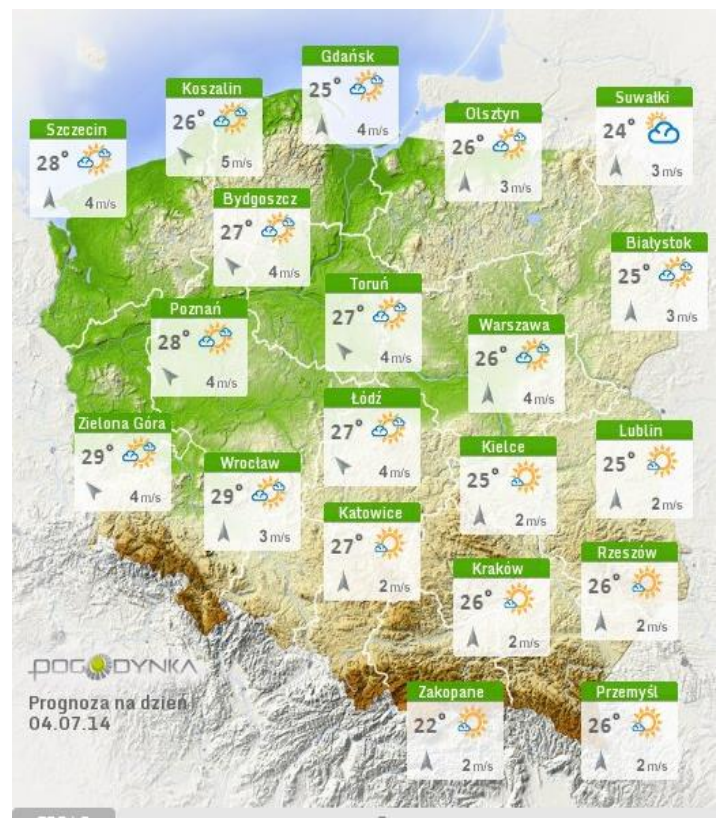 Gdańsk
25°
4 m/s
Koszalin
26°
5 m/s
Suwałki
24°
3 m/s
Olsztyn
26°
3 m/s
Szczecin
28°
4 m/s
Bydgoszcz
27°
4 m/s
Białystok
25°
3 m/s
Toruń
27°
4 m/s
Poznań
28°
4 m/s
Warszawa
26°
4 m/s
Łódź
27°
4 m/s
Zielona Góra
29°
4 m/s
Lublin
25°
2 m/s
Kielce
25°
2 m/s
Wrocław
29°
3 m/s
Katowice
27°
2 m/s
Rzeszów
26°
2 m/s
Kraków
26°
2 m/s
POGODYNKA
Prognoza na dzień
04.07.14
Zakopane
22°
2 m/s
Przemyśl
26°
2 m/s